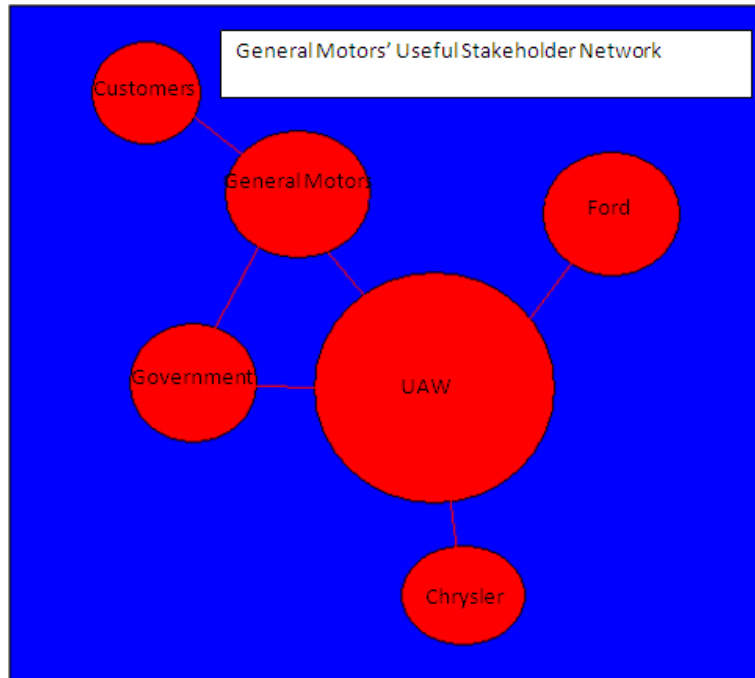 General Motors’ Useful Stakeholder Network
Customers
General Motors
Ford
Government
UAW
Chrysler